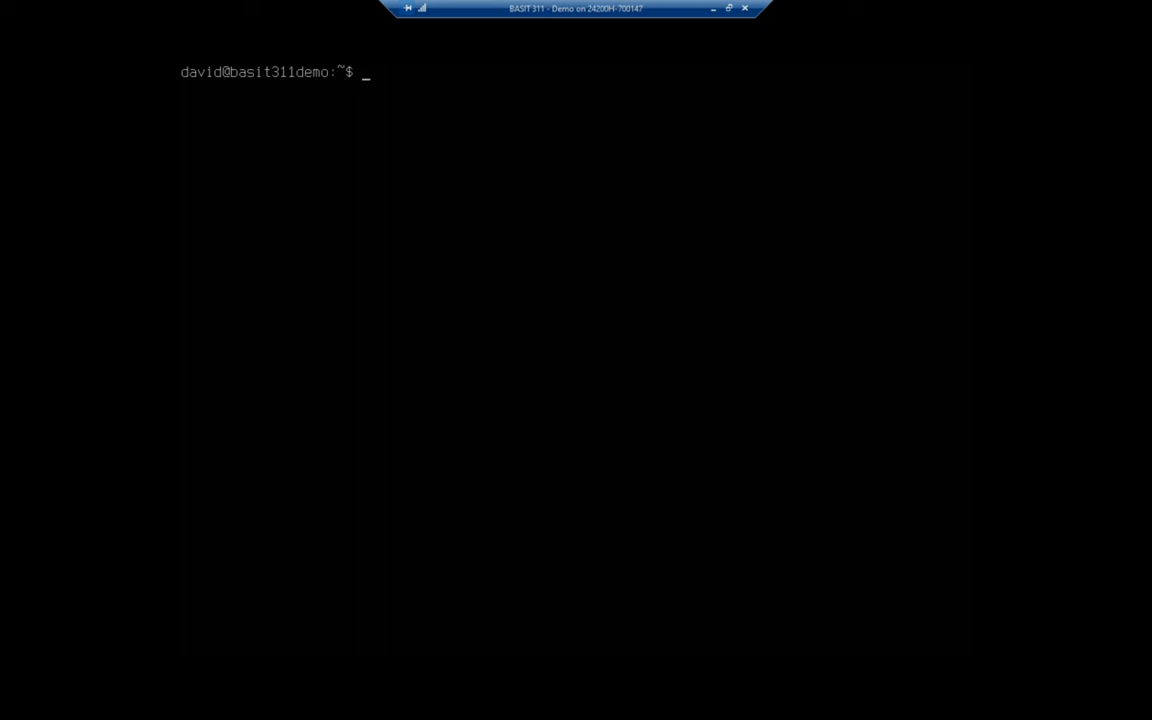 BASIT 311 - Demo on 24200H-700147
david@basit311demo:~$ _